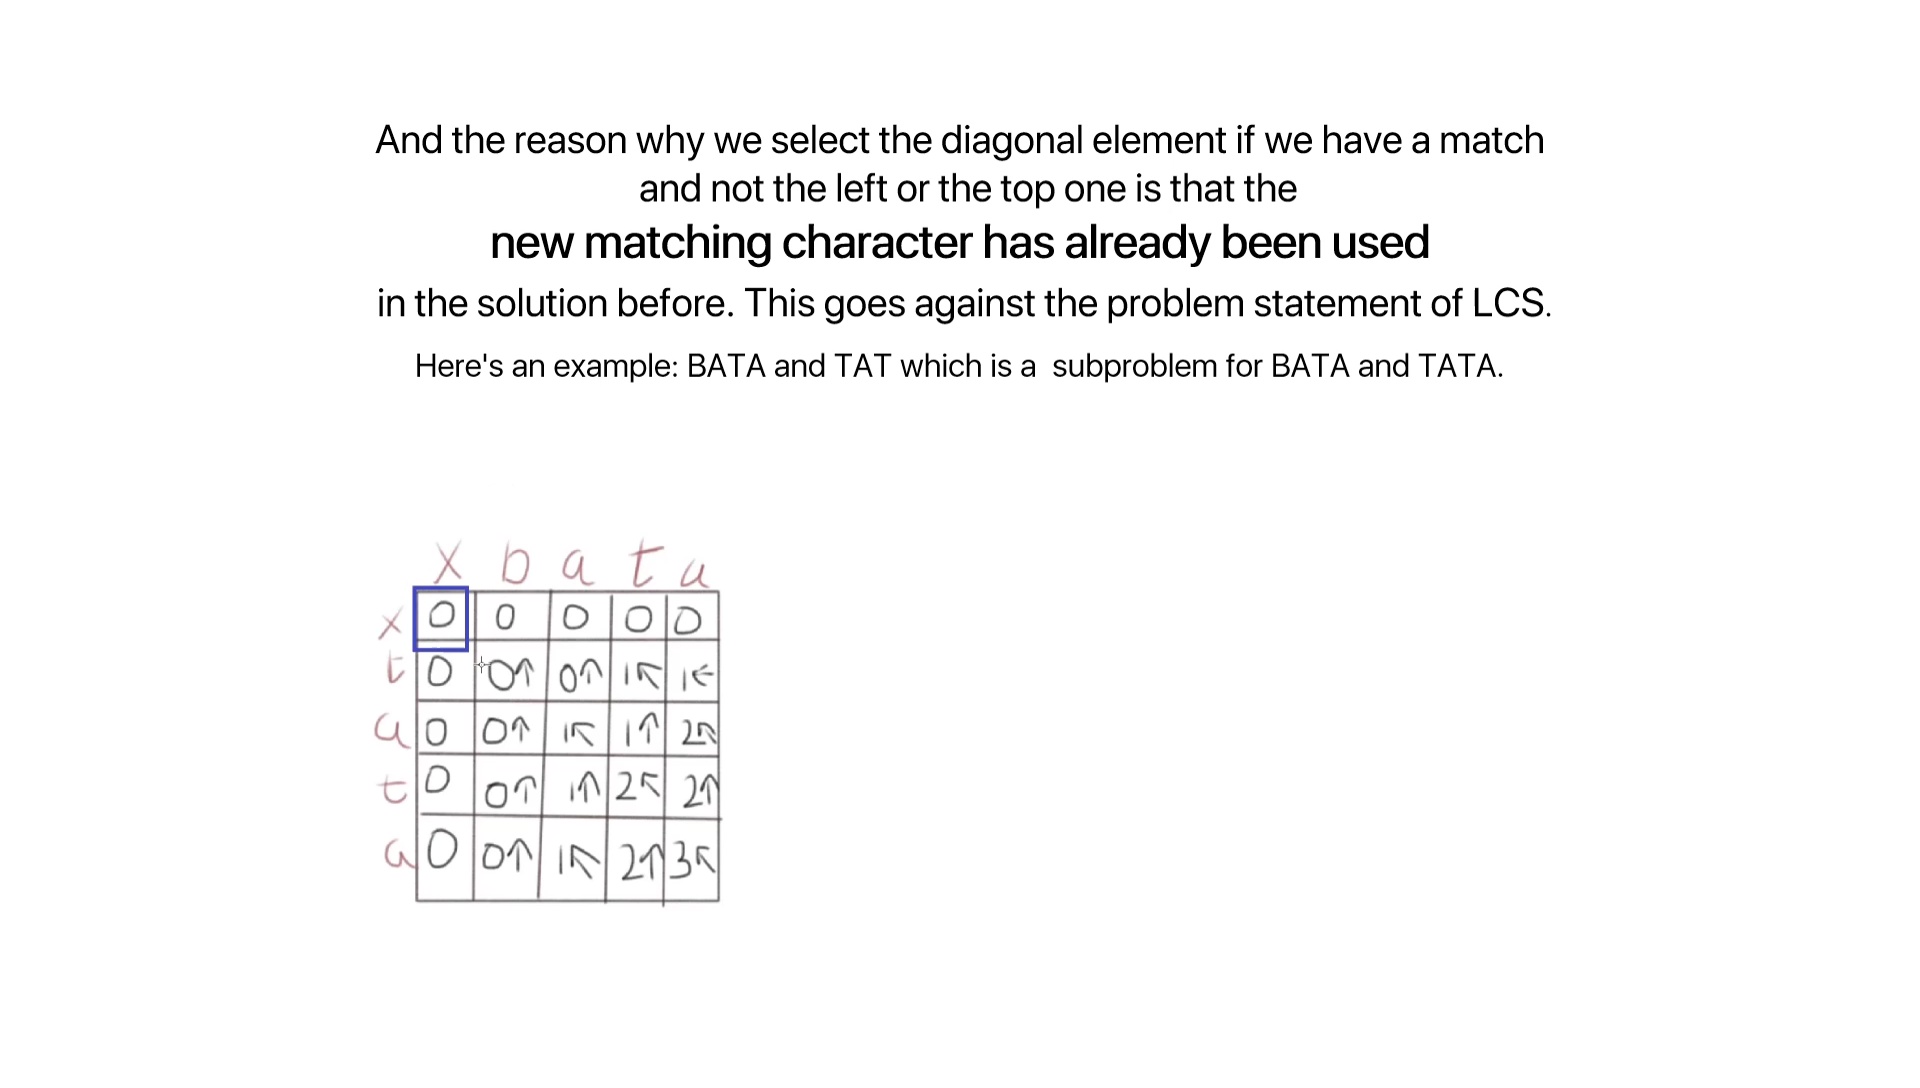 And the reason why we select the diagonal element if we have a match
and not the left or the top one is that the
new matching character has already been used
in the solution before. This goes against the problem statement of LCS.
Here's an example: BATA and TAT which is a  subproblem for BATA and TATA.
X b a t a
x 0 0 0 0 0
t 0 0↑ 0↑ 1↖ 1←
a 0 0↑ 1↖ 1↑ 2↖
t 0 0↑ 1↑ 2↖ 2↑
a 0 0↑ 1↖ 2↑ 3↖